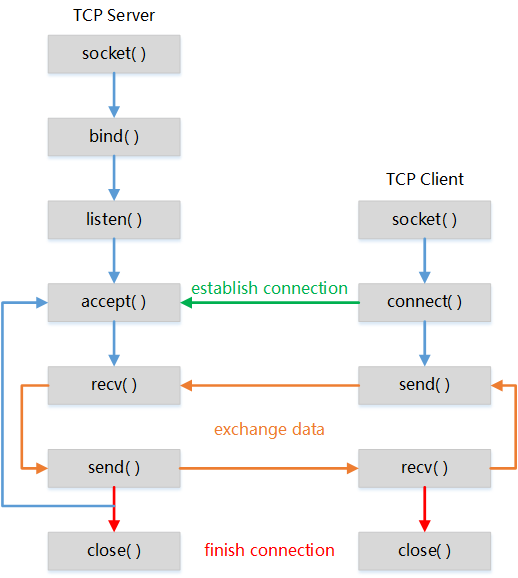 TCP Server
socket( )
bind( )
TCP Client
listen( )
socket( )
establish connection
accept( )
connect( )
recv( )
send( )
exchange data
send( )
recv( )
close( )
finish connection
close( )